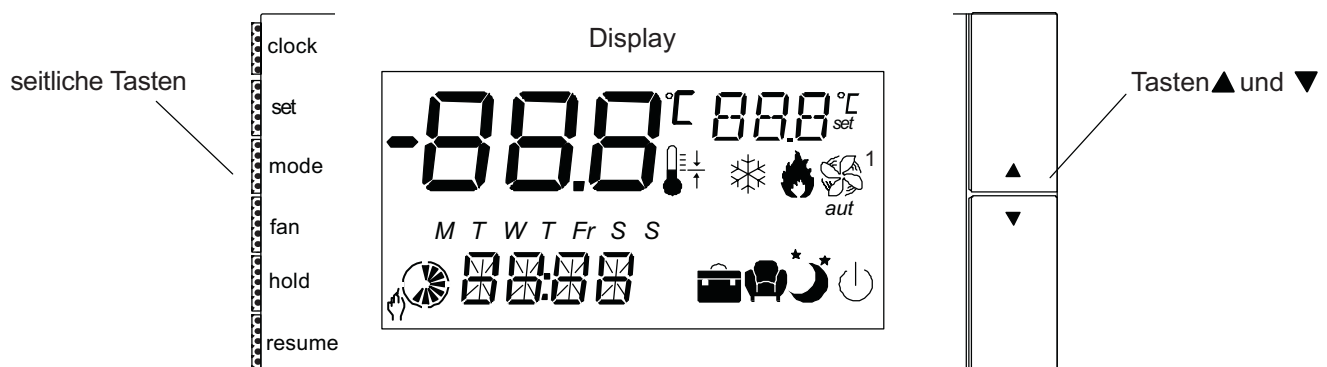 Display
seitliche Tasten
clock
set
mode
fan
hold
resume
-88.8 °C
88.8 °C
set
1
aut
M T W T Fr S S
88:88
Tasten ▲ und ▼
▲
▼